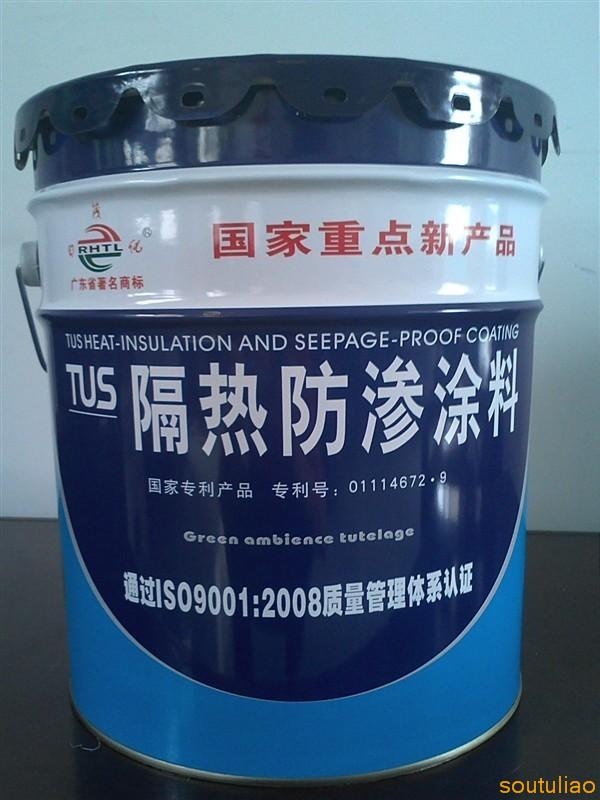 RHTL
®
广东省著名商标
国家重点新产品
TUS HEAT-INSULATION AND SEEPAGE-PROOF COATING
TUS 隔热防渗涂料
国家专利产品 专利号:01114672·9
Green ambience tutelage
通过ISO9001:2008质量管理体系认证
soutuliao